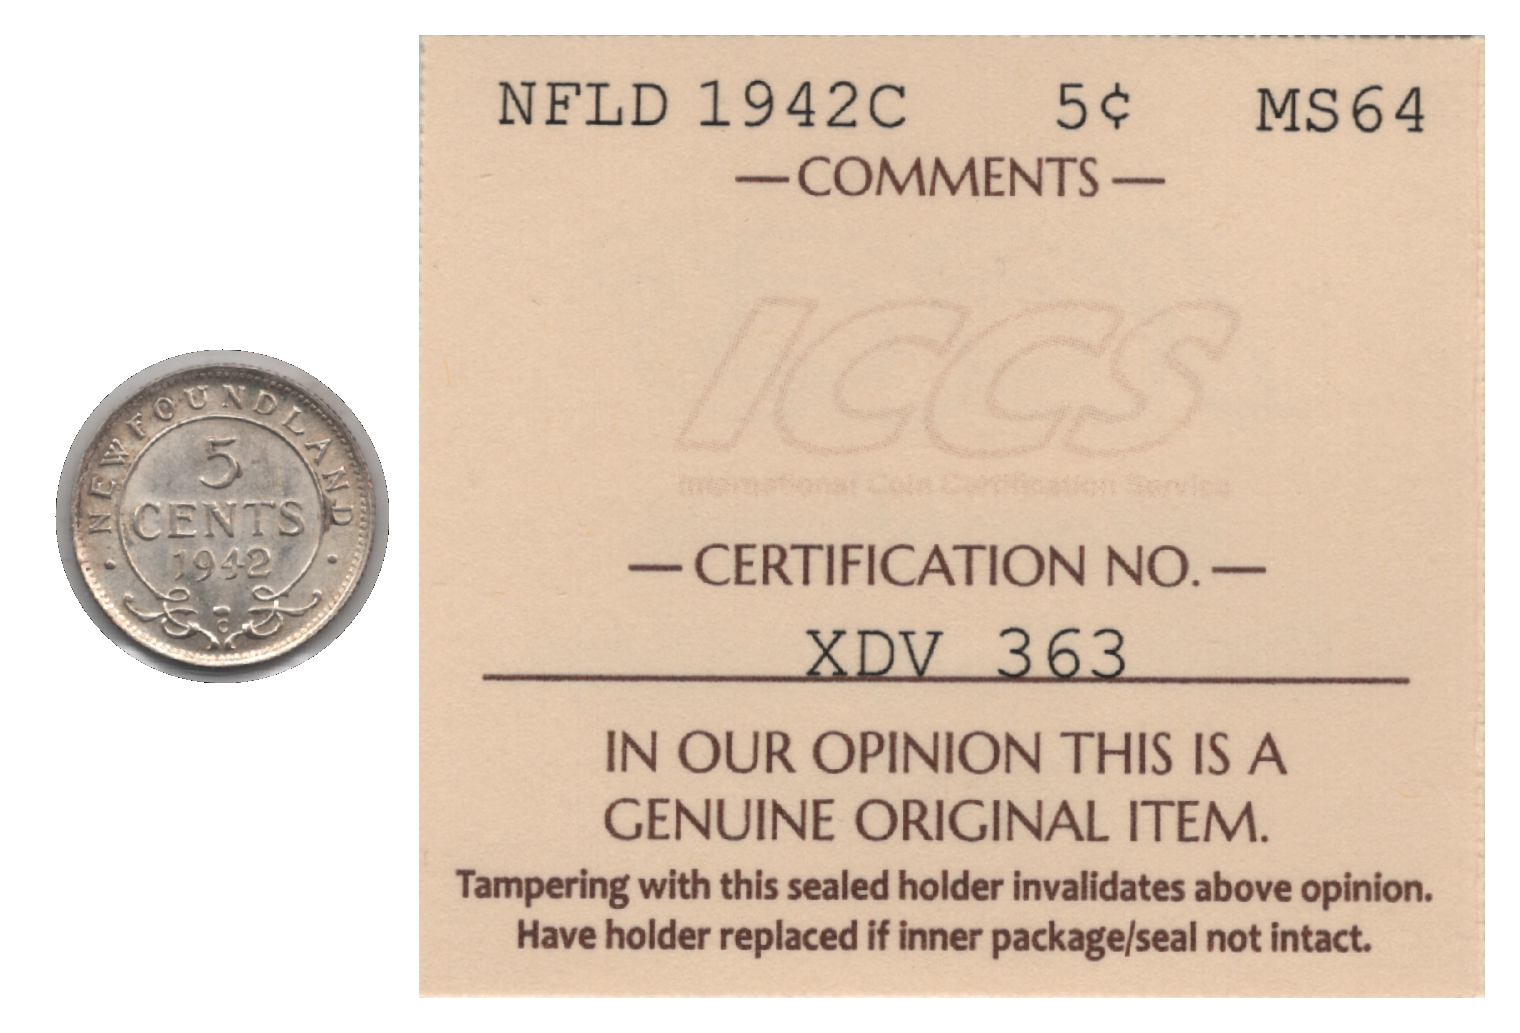 NEWFOUNDLAND
5
CENTS
1942
C
NFLD 1942C 5¢ MS64
— COMMENTS —
ICCS
International Coin Certification Service
— CERTIFICATION NO. —
XDV 363
IN OUR OPINION THIS IS A
GENUINE ORIGINAL ITEM.
Tampering with this sealed holder invalidates above opinion.
Have holder replaced if inner package/seal not intact.